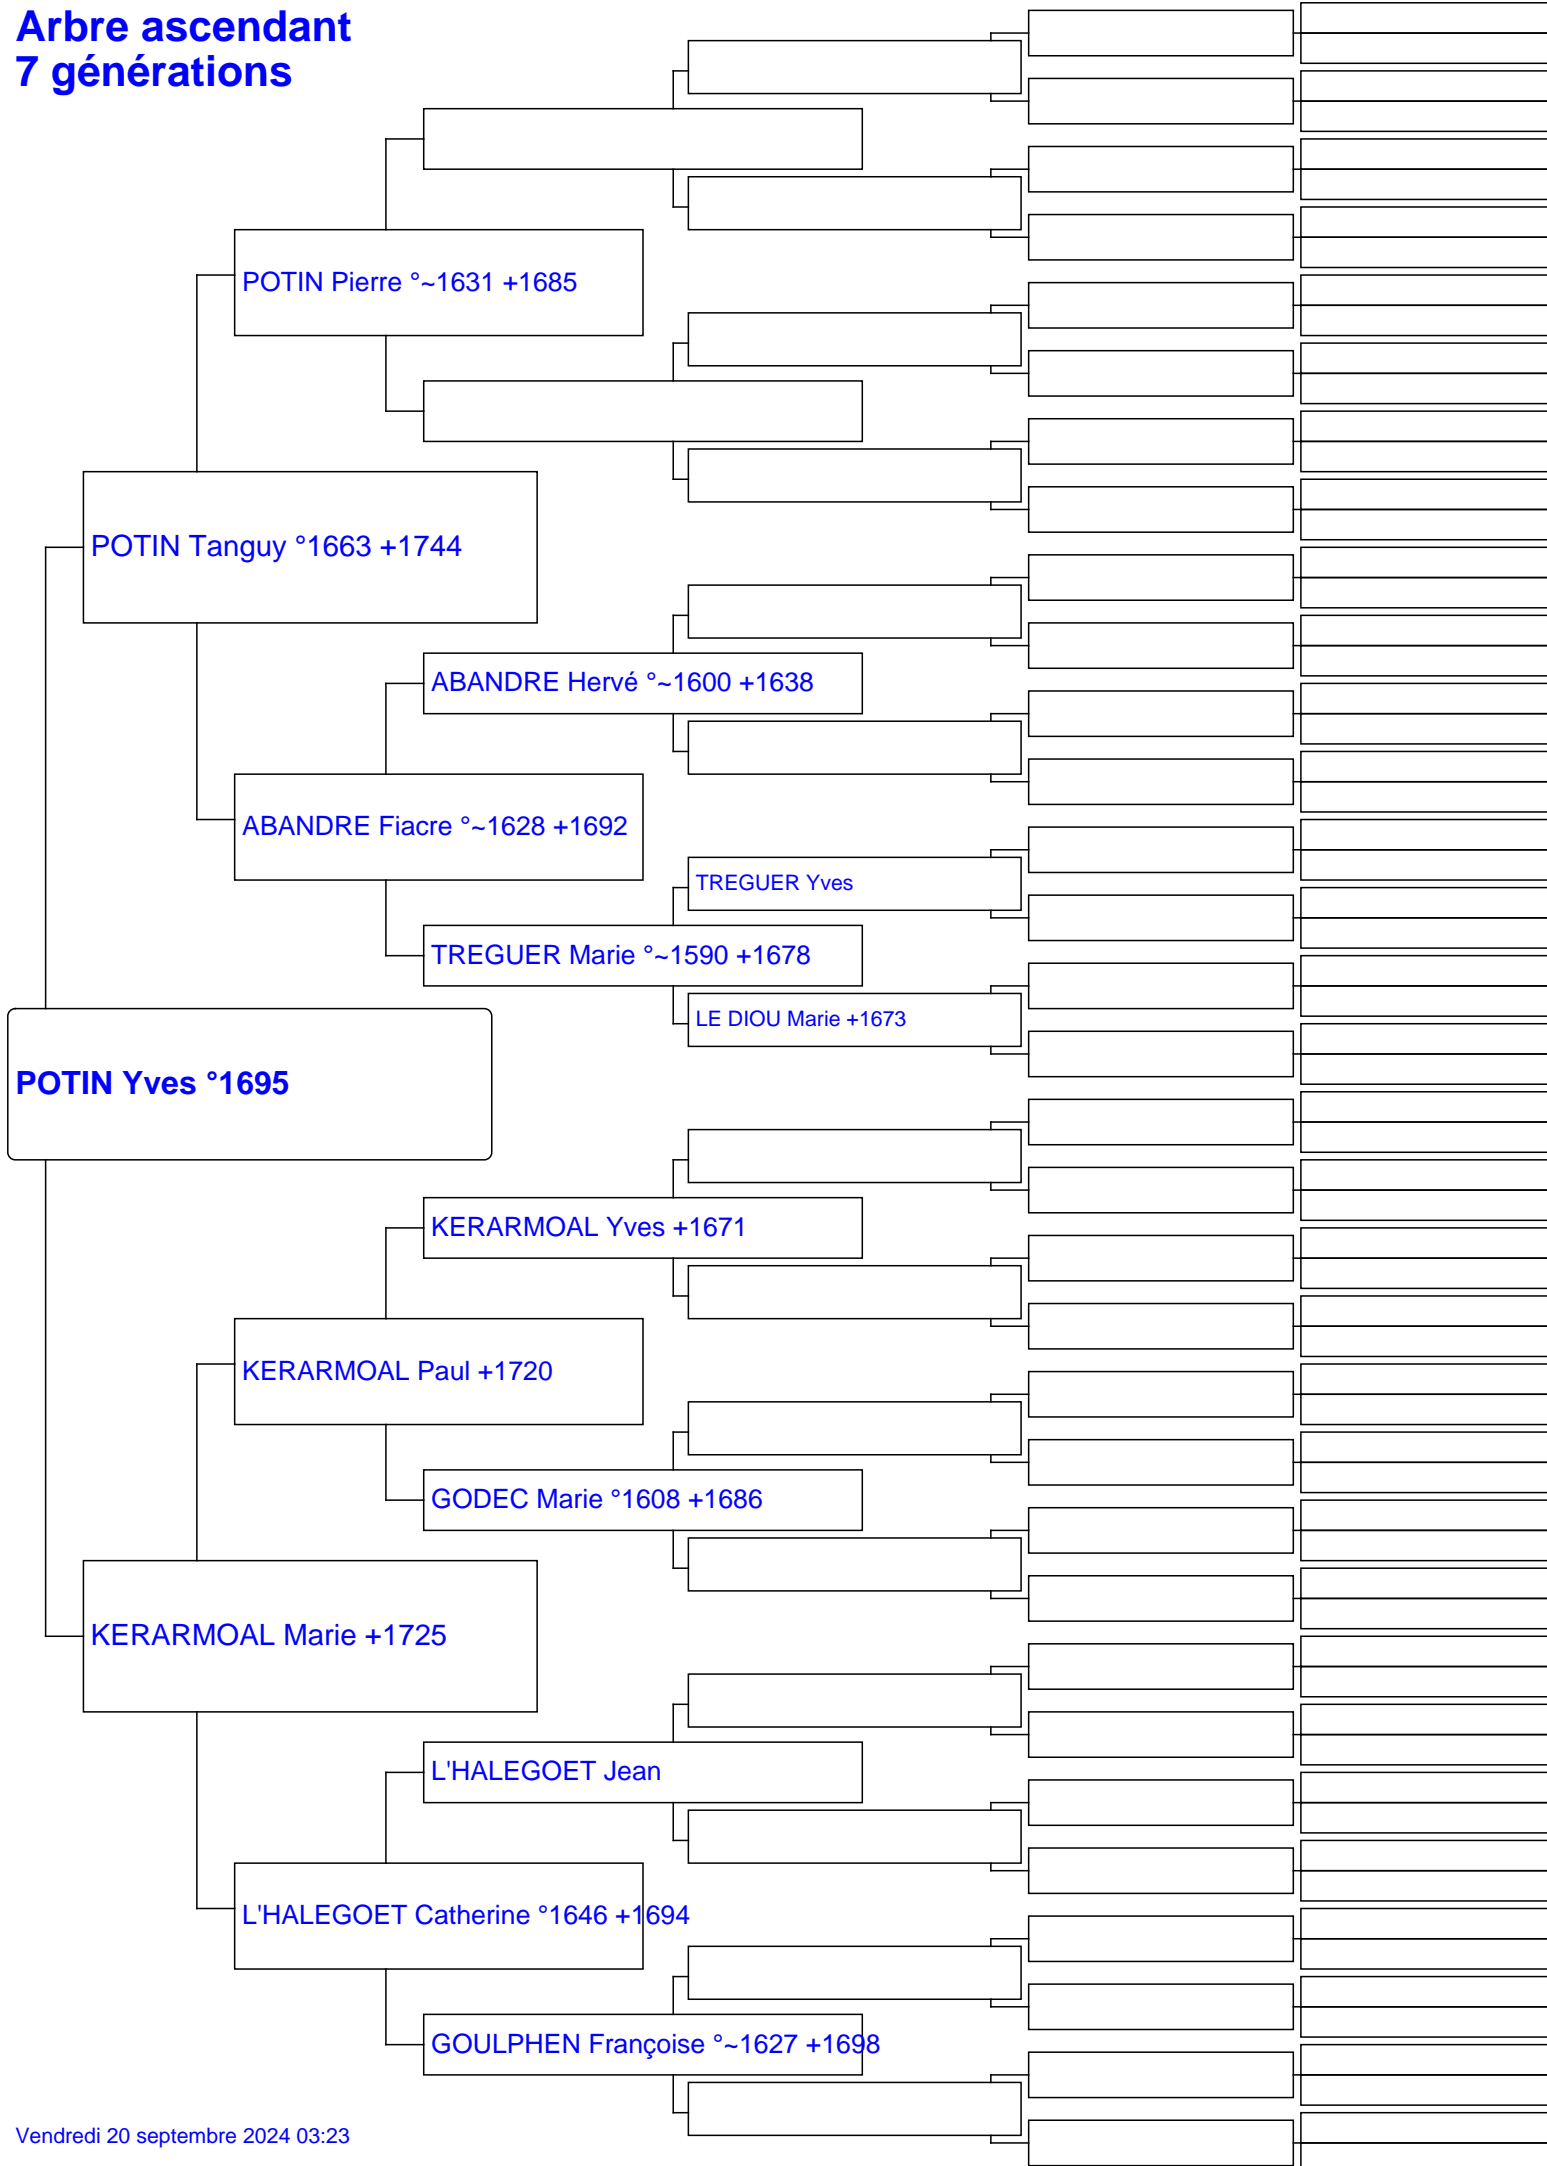 Arbre ascendant
7 générations
POTIN Pierre °~1631 +1685
POTIN Tanguy °1663 +1744
ABANDRE Hervé °~1600 +1638
ABANDRE Fiacre °~1628 +1692
TREGUER Yves
TREGUER Marie °~1590 +1678
LE DIOU Marie +1673
POTIN Yves °1695
KERARMOAL Yves +1671
KERARMOAL Paul +1720
GODEC Marie °1608 +1686
KERARMOAL Marie +1725
L'HALEGOET Jean
L'HALEGOET Catherine °1646 +1694
GOULPHEN Françoise °~1627 +1698
Vendredi 20 septembre 2024 03:23